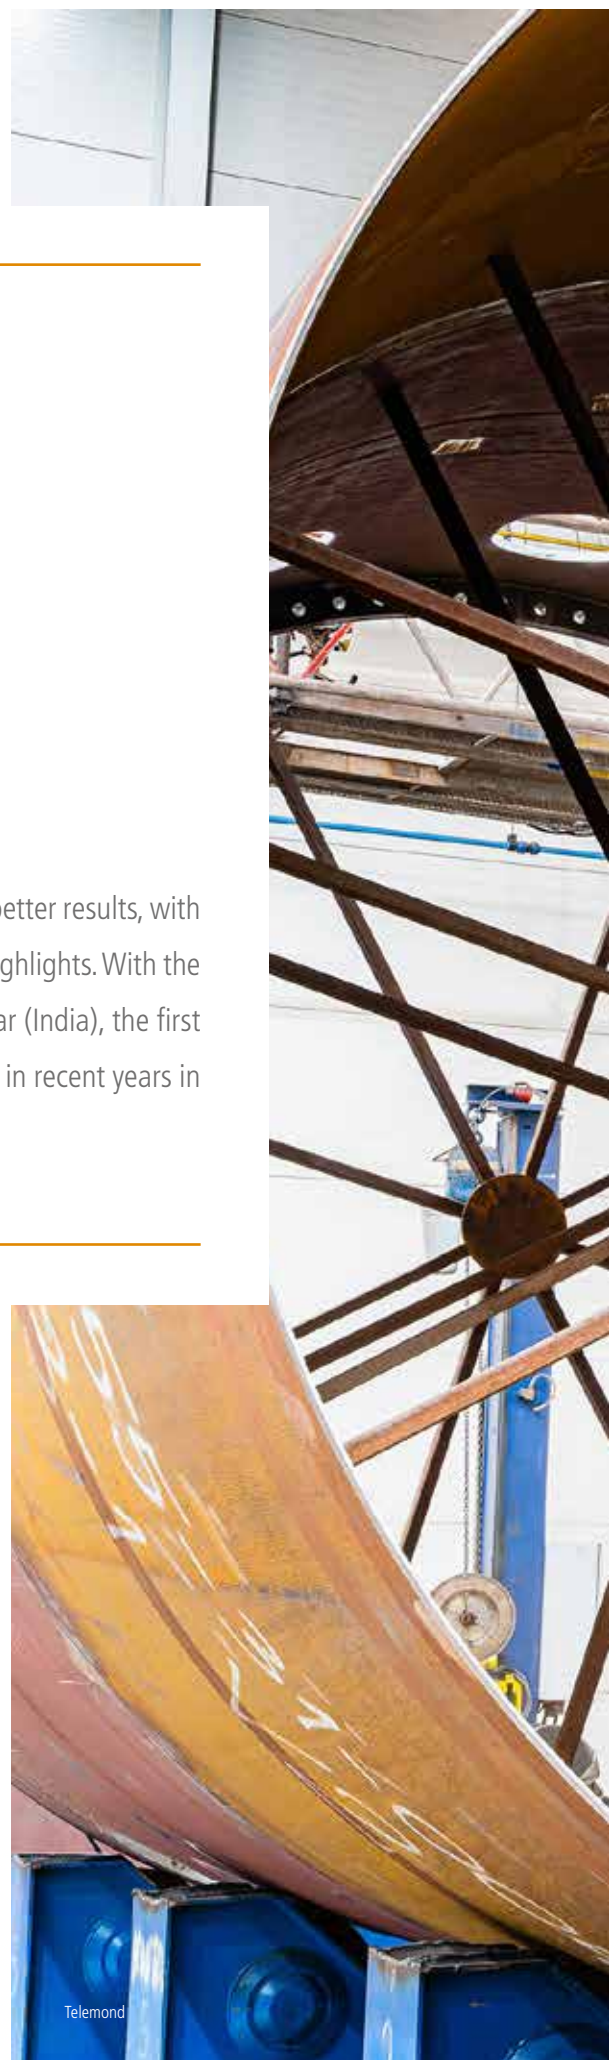 better results, with
ghlights. With the
ar (India), the first
in recent years in
Telemond